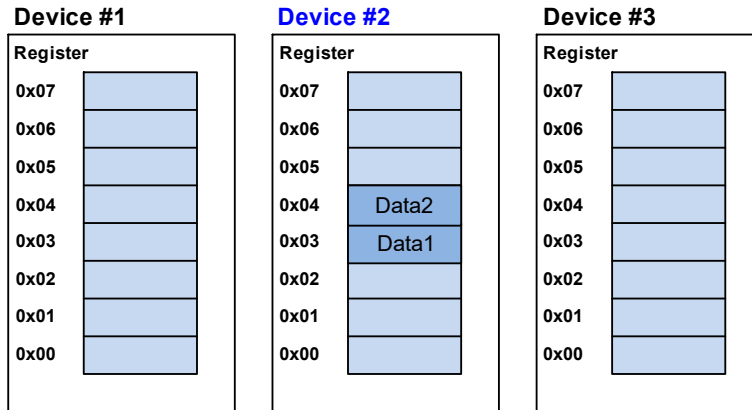 Device #1
Register
0x07
0x06
0x05
0x04
0x03
0x02
0x01
0x00
Device #2
Register
0x07
0x06
0x05
0x04 Data2
0x03 Data1
0x02
0x01
0x00
Device #3
Register
0x07
0x06
0x05
0x04
0x03
0x02
0x01
0x00